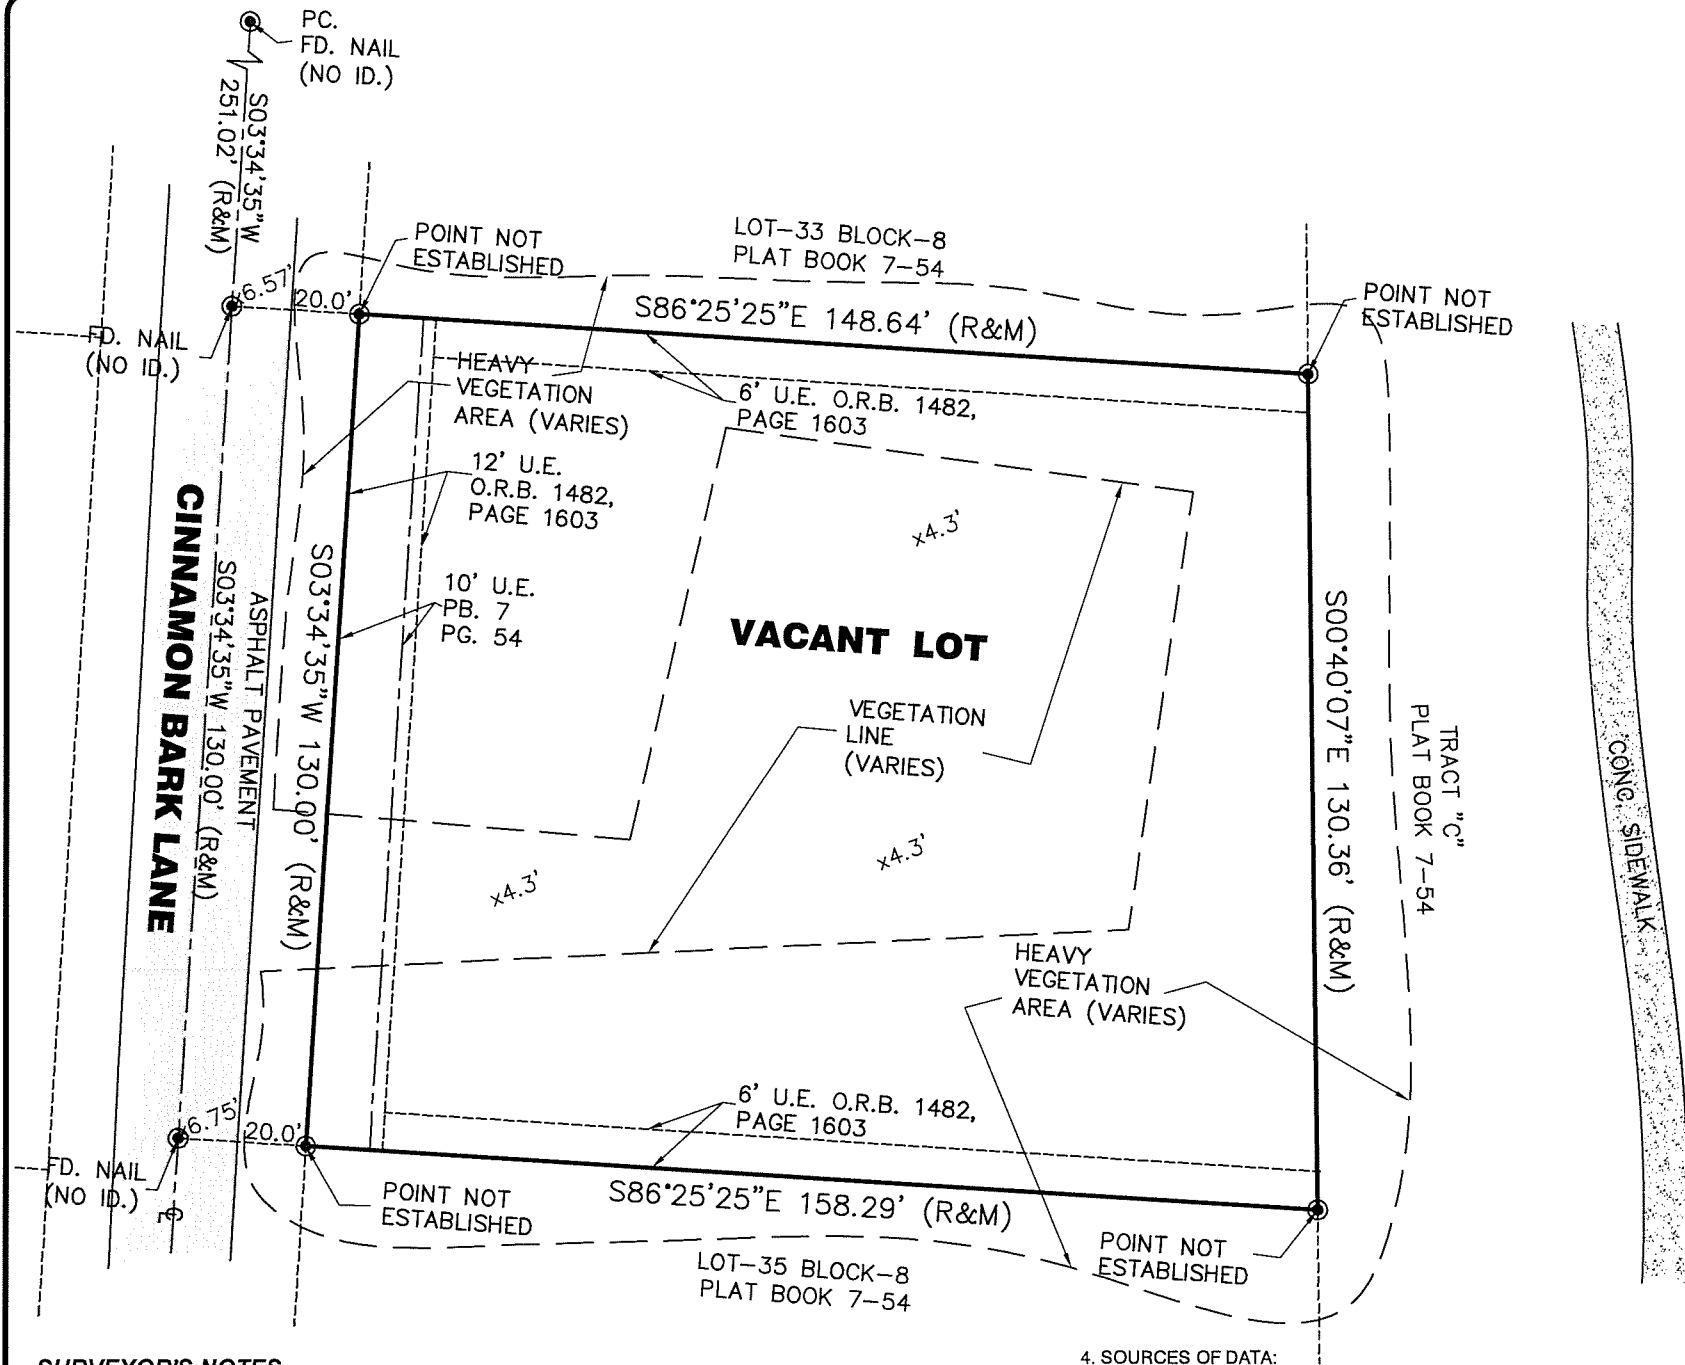 PC.
FD. NAIL
(NO ID.)
S03°34'35"W
251.02' (R&M)
LOT-33 BLOCK-8
PLAT BOOK 7-54
POINT NOT
ESTABLISHED
6.57'
20.0'
S86°25'25"E 148.64' (R&M)
POINT NOT
ESTABLISHED
FD. NAIL
(NO ID.)
HEAVY
VEGETATION
AREA (VARIES)
6' U.E. O.R.B. 1482,
PAGE 1603
12' U.E.
O.R.B. 1482,
PAGE 1603
x4.3'
10' U.E.
PB. 7
PG. 54
VACANT LOT
CINNAMON BARK LANE
S03°34'35"W 130.00' (R&M)
ASPHALT PAVEMENT
S03°34'35"W 130.00' (R&M)
VEGETATION
LINE
(VARIES)
S00°40'07"E 130.36' (R&M)
TRACT "C"
PLAT BOOK 7-54
CONC. SIDEWALK
x4.3'
x4.3'
HEAVY
VEGETATION
AREA (VARIES)
6' U.E. O.R.B. 1482,
PAGE 1603
6.75'
20.0'
FD. NAIL
(NO ID.)
POINT NOT
ESTABLISHED
S86°25'25"E 158.29' (R&M)
POINT NOT
ESTABLISHED
LOT-35 BLOCK-8
PLAT BOOK 7-54
SURVEYOR'S NOTES
4. SOURCES OF DATA: